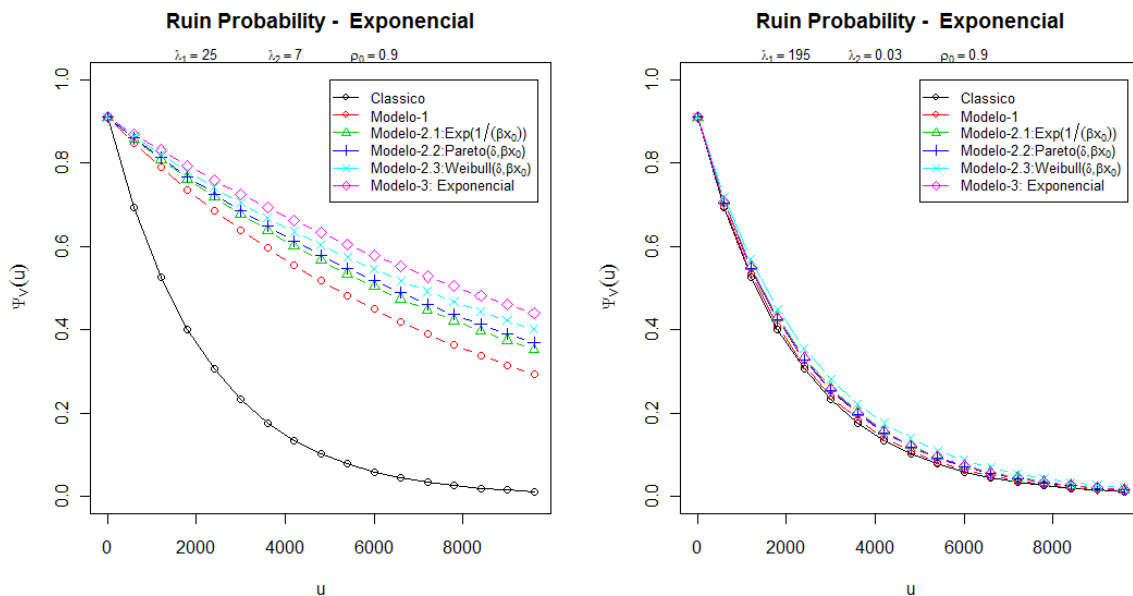 Ruin Probability -  Exponencial
λ₁ = 25 λ₂ = 7 ρ₀ = 0.9
Classico
Modelo-1
Modelo-2.1:Exp(1/(βx₀))
Modelo-2.2:Pareto(δ,βx₀)
Modelo-2.3:Weibull(δ,βx₀)
Modelo-3: Exponencial
1.0
0.8
0.6
0.4
0.2
0.0
Ψ_V(u)
0 2000 4000 6000 8000
u
Ruin Probability -  Exponencial
λ₁ = 195 λ₂ = 0.03 ρ₀ = 0.9
Classico
Modelo-1
Modelo-2.1:Exp(1/(βx₀))
Modelo-2.2:Pareto(δ,βx₀)
Modelo-2.3:Weibull(δ,βx₀)
Modelo-3: Exponencial
1.0
0.8
0.6
0.4
0.2
0.0
Ψ_V(u)
0 2000 4000 6000 8000
u